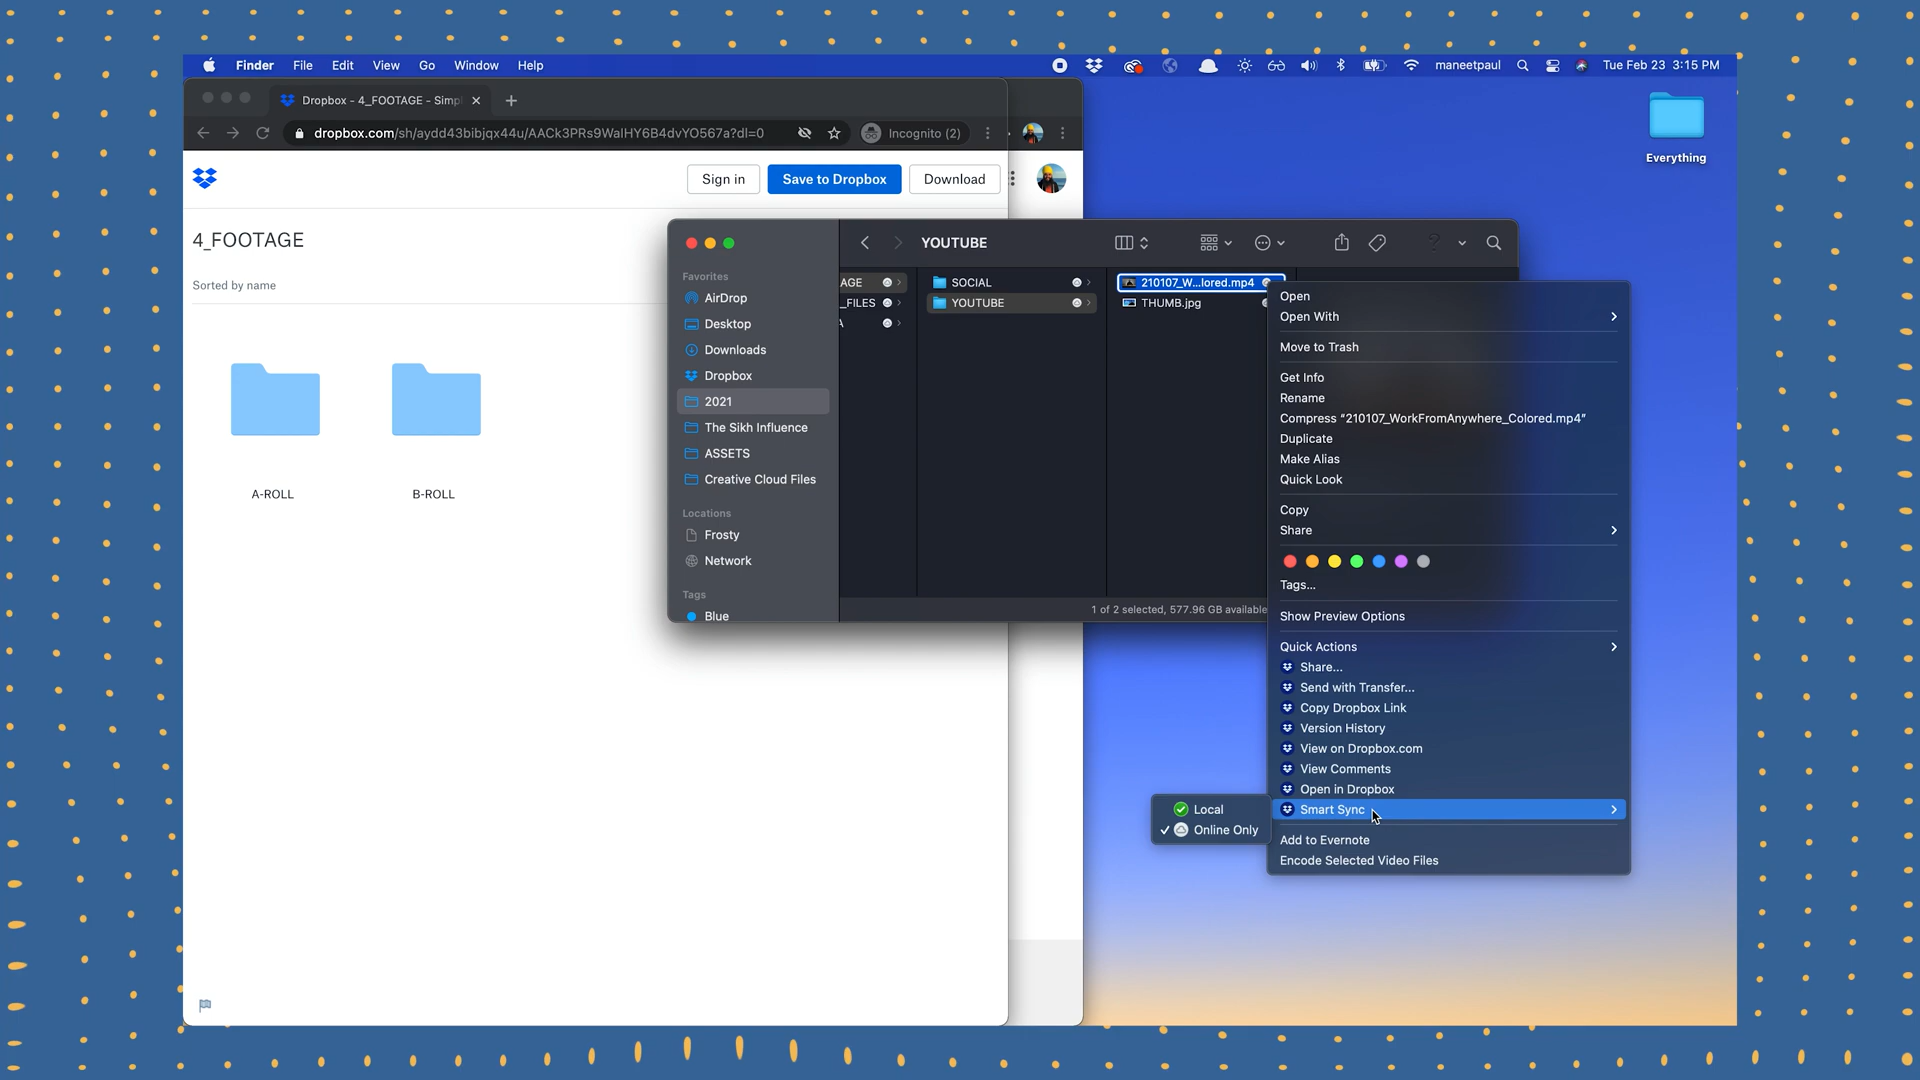 Finder File Edit View Go Window Help
maneetpaul Tue Feb 23 3:15 PM
Everything
Dropbox - 4_FOOTAGE - Simpl
dropbox.com/sh/aydd43bibjqx44u/AACk3PRs9WalHY6B4dvYO567a?dl=0
Incognito (2)
Sign in
Save to Dropbox
Download
4_FOOTAGE
Sorted by name
A-ROLL
B-ROLL
YOUTUBE
Favorites
AirDrop
Desktop
Downloads
Dropbox
2021
The Sikh Influence
ASSETS
Creative Cloud Files
Locations
Frosty
Network
Tags
Blue
AGE
_FILES
A
SOCIAL
YOUTUBE
210107_W...lored.mp4
THUMB.jpg
1 of 2 selected, 577.96 GB available
Open
Open With
Move to Trash
Get Info
Rename
Compress “210107_WorkFromAnywhere_Colored.mp4”
Duplicate
Make Alias
Quick Look
Copy
Share
Tags...
Show Preview Options
Quick Actions
Share...
Send with Transfer...
Copy Dropbox Link
Version History
View on Dropbox.com
View Comments
Open in Dropbox
Smart Sync
Local
Online Only
Add to Evernote
Encode Selected Video Files